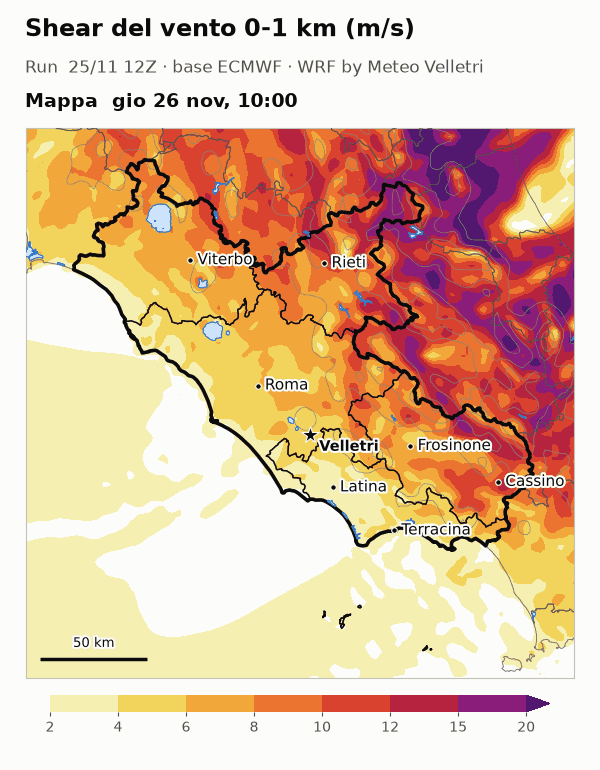 Shear del vento 0-1 km (m/s)
Run  25/11 12Z · base ECMWF · WRF by Meteo Velletri
Mappa  gio 26 nov, 10:00
Viterbo
Rieti
Roma
Velletri
Frosinone
Latina
Cassino
Terracina
50 km
2 4 6 8 10 12 15 20